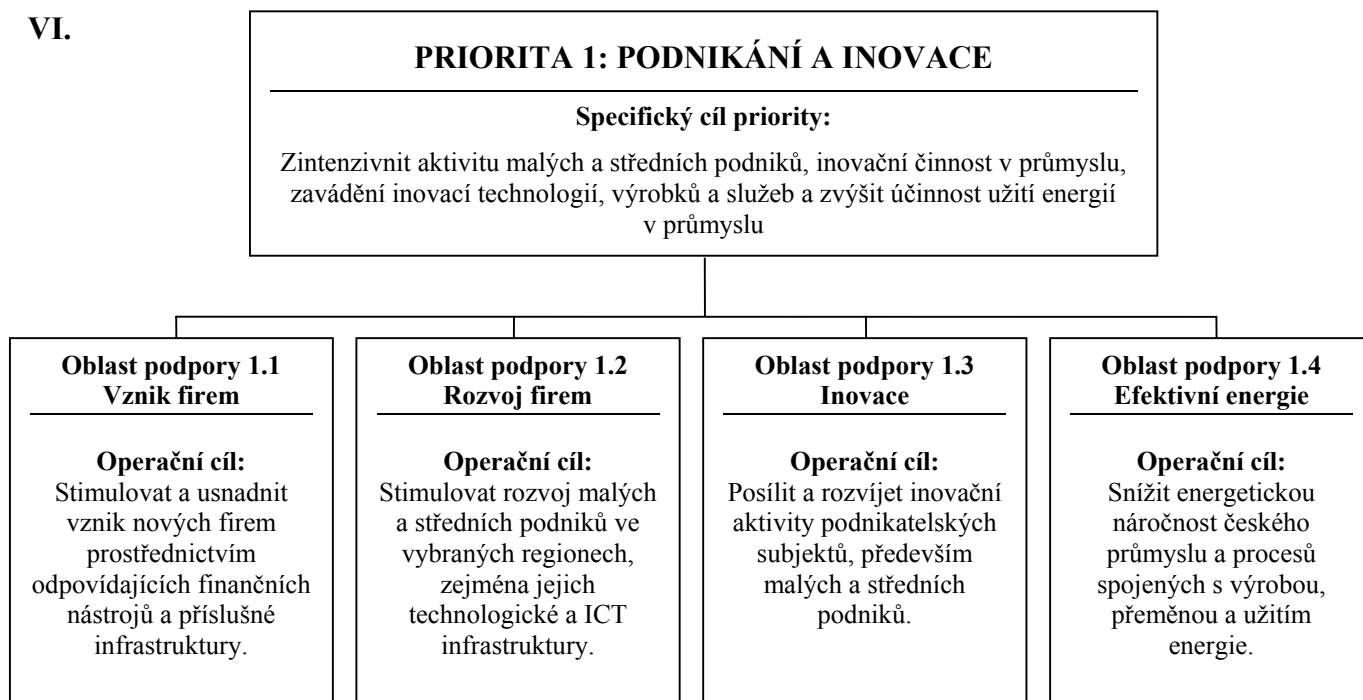 VI.
PRIORITA 1: PODNIKÁNÍ A INOVACE
Specifický cíl priority:
Zintenzivnit aktivitu malých a středních podniků, inovační činnost v průmyslu,
zavádění inovací technologií, výrobků a služeb a zvýšit účinnost užití energií
v průmyslu
Oblast podpory 1.1
Vznik firem
Operační cíl:
Stimulovat a usnadnit
vznik nových firem
prostřednictvím
odpovídajících finančních
nástrojů a příslušné
infrastruktury.
Oblast podpory 1.2
Rozvoj firem
Operační cíl:
Stimulovat rozvoj malých
a středních podniků ve
vybraných regionech,
zejména jejich
technologické a ICT
infrastruktury.
Oblast podpory 1.3
Inovace
Operační cíl:
Posílit a rozvíjet inovační
aktivity podnikatelských
subjektů, především
malých a středních
podniků.
Oblast podpory 1.4
Efektivní energie
Operační cíl:
Snížit energetickou
náročnost českého
průmyslu a procesů
spojených s výrobou,
přeměnou a užitím
energie.